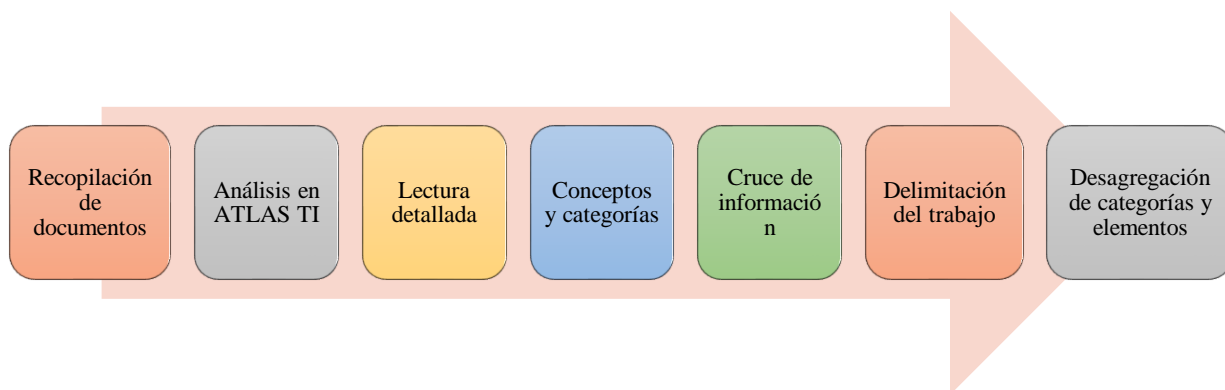 Recopilación
de
documentos
Análisis en
ATLAS TI
Lectura
detallada
Conceptos
y categorías
Cruce de
informació
n
Delimitación
del trabajo
Desagregación
de categorías y
elementos